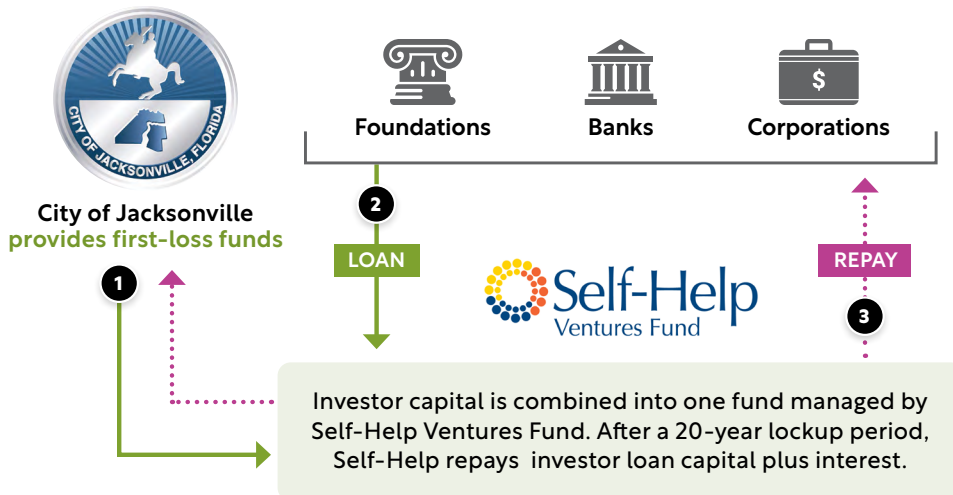 CITY OF JACKSONVILLE, FLORIDA
City of Jacksonville
provides first-loss funds
1
$
Foundations
Banks
Corporations
2
LOAN
Self-Help
Ventures Fund
REPAY
3
Investor capital is combined into one fund managed by
Self-Help Ventures Fund. After a 20-year lockup period,
Self-Help repays investor loan capital plus interest.